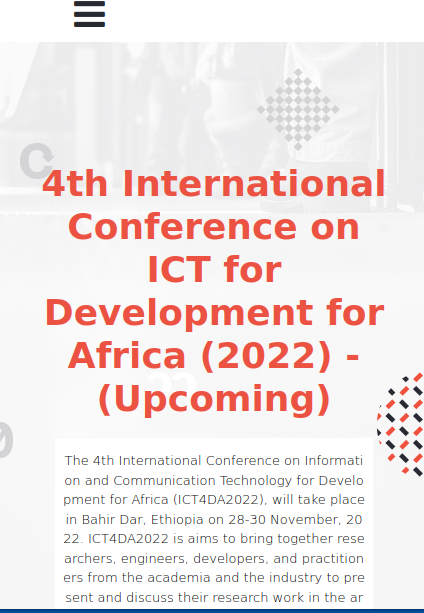 4th International
Conference on
ICT for
Development for
Africa (2022) -
(Upcoming)
The 4th International Conference on Informati
on and Communication Technology for Develo
pment for Africa (ICT4DA2022), will take place
in Bahir Dar, Ethiopia on 28-30 November, 20
22. ICT4DA2022 is aims to bring together rese
archers, engineers, developers, and practition
ers from the academia and the industry to pre
sent and discuss their research work in the ar